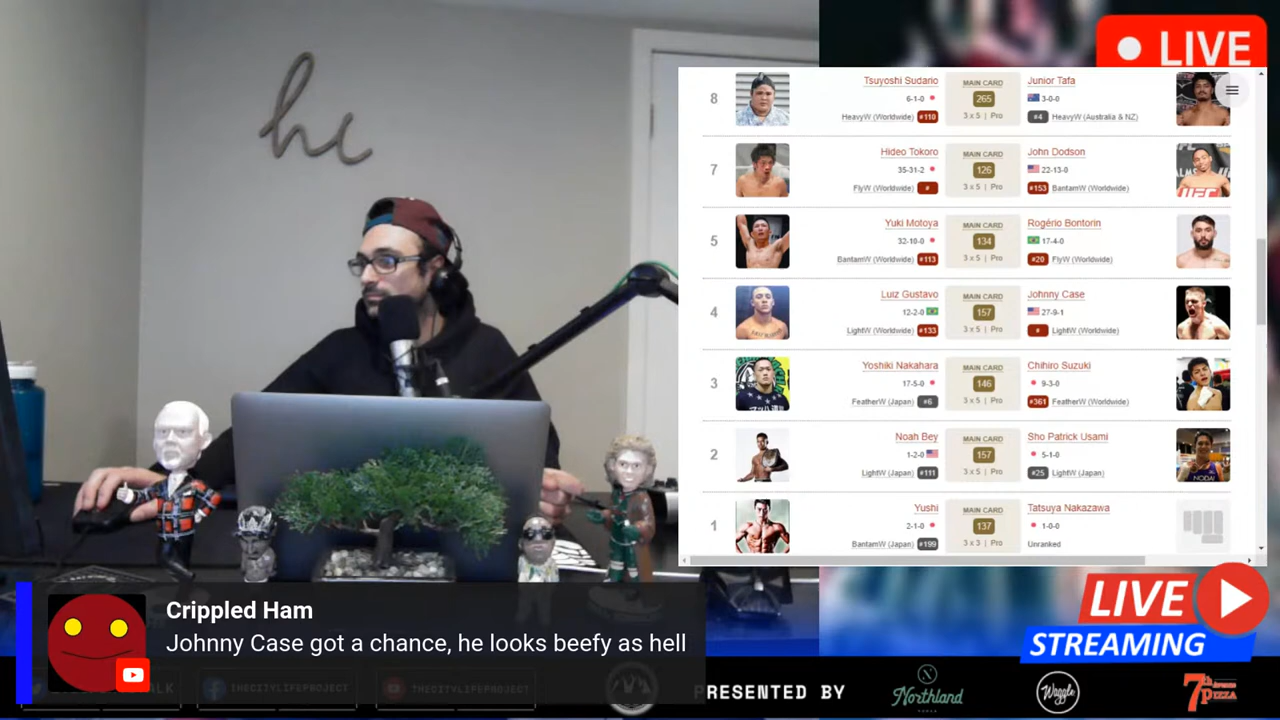 hi
LIVE
8
Tsuyoshi Sudario
6-1-0
HeavyW (Worldwide) #110
MAIN CARD
265
3 x 5 | Pro
Junior Tafa
3-0-0
#4 HeavyW (Australia & NZ)
7
Hideo Tokoro
35-31-2
FlyW (Worldwide) #
MAIN CARD
126
3 x 5 | Pro
John Dodson
22-13-0
#153 BantamW (Worldwide)
UFC
5
Yuki Motoya
32-10-0
BantamW (Worldwide) #113
MAIN CARD
134
3 x 5 | Pro
Rogério Bontorin
17-4-0
#20 FlyW (Worldwide)
4
Luiz Gustavo
12-2-0
LightW (Worldwide) #133
MAIN CARD
157
3 x 5 | Pro
Johnny Case
27-9-1
# LightW (Worldwide)
3
Yoshiki Nakahara
17-5-0
FeatherW (Japan) #6
MAIN CARD
146
3 x 5 | Pro
Chihiro Suzuki
9-3-0
#361 FeatherW (Worldwide)
2
Noah Bey
1-2-0
LightW (Japan) #111
MAIN CARD
157
3 x 5 | Pro
Sho Patrick Usami
5-1-0
#25 LightW (Japan)
1
Yushi
2-1-0
BantamW (Japan) #199
MAIN CARD
137
3 x 3 | Pro
Tatsuya Nakazawa
1-0-0
Unranked
Crippled Ham
Johnny Case got a chance, he looks beefy as hell
LIVE
STREAMING
THECITYLIFEPROJECT
THECITYLIFEPROJECT
PRESENTED BY
Northland
Waggle
7th
PIZZA